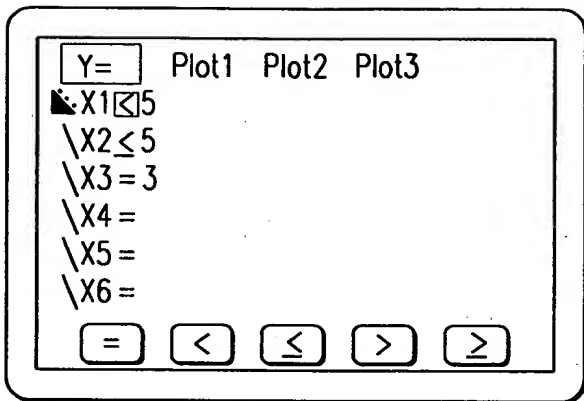 Y= Plot1 Plot2 Plot3
X1<5
\X2≤5
\X3=3
\X4=
\X5=
\X6=
= < ≤ > ≥